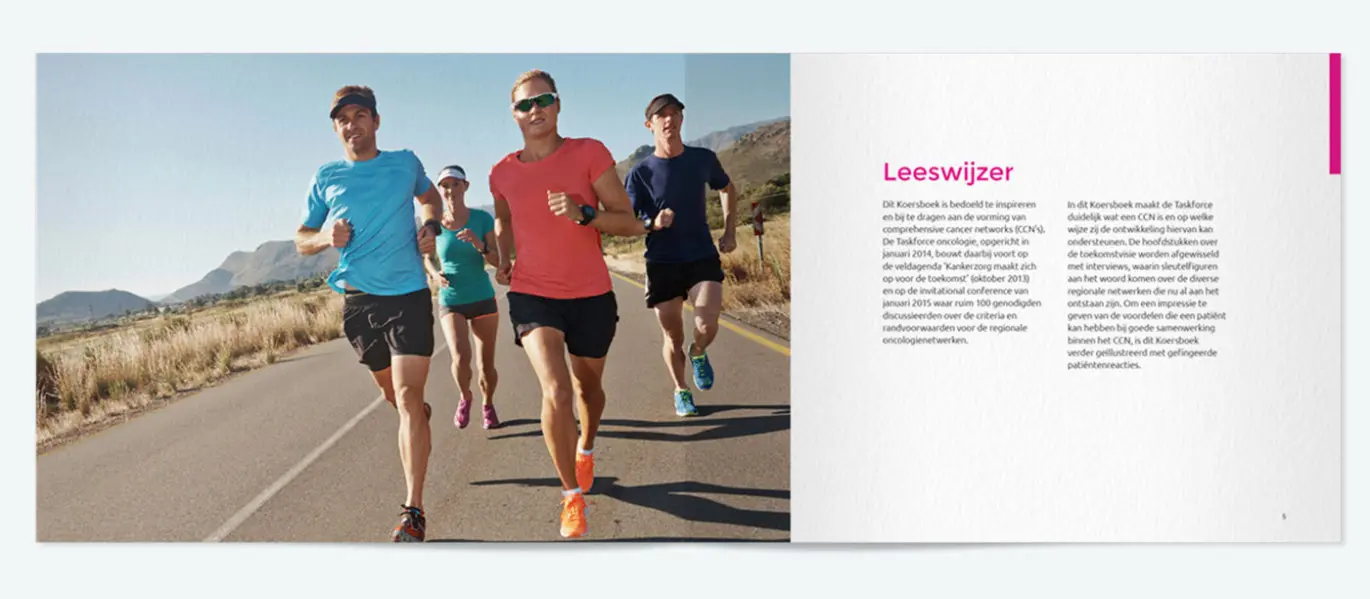 Leeswijzer
Dit Koersboek is bedoeld te inspireren
en bij te dragen aan de vorming van
comprehensive cancer networks (CCN's).
De Taskforce oncologie, opgericht in
januari 2014, bouwt daarbij voort op
de veldagenda 'Kankerzorg maakt zich
op voor de toekomst' (oktober 2013)
en op de invitational conference van
januari 2015 waar ruim 100 genodigden
discussieerden over de criteria en
randvoorwaarden voor de regionale
oncologienetwerken.
In dit Koersboek maakt de Taskforce
duidelijk wat een CCN is en op welke
wijze zij de ontwikkeling hiervan kan
ondersteunen. De hoofdstukken over
de toekomstvisie worden afgewisseld
met interviews, waarin sleutelfiguren
aan het woord komen over de diverse
regionale netwerken die nu al aan het
ontstaan zijn. Om een impressie te
geven van de voordelen die een patiënt
kan hebben bij goede samenwerking
binnen het CCN, is dit Koersboek
verder geïllustreerd met gefingeerde
patiëntenreacties.
5